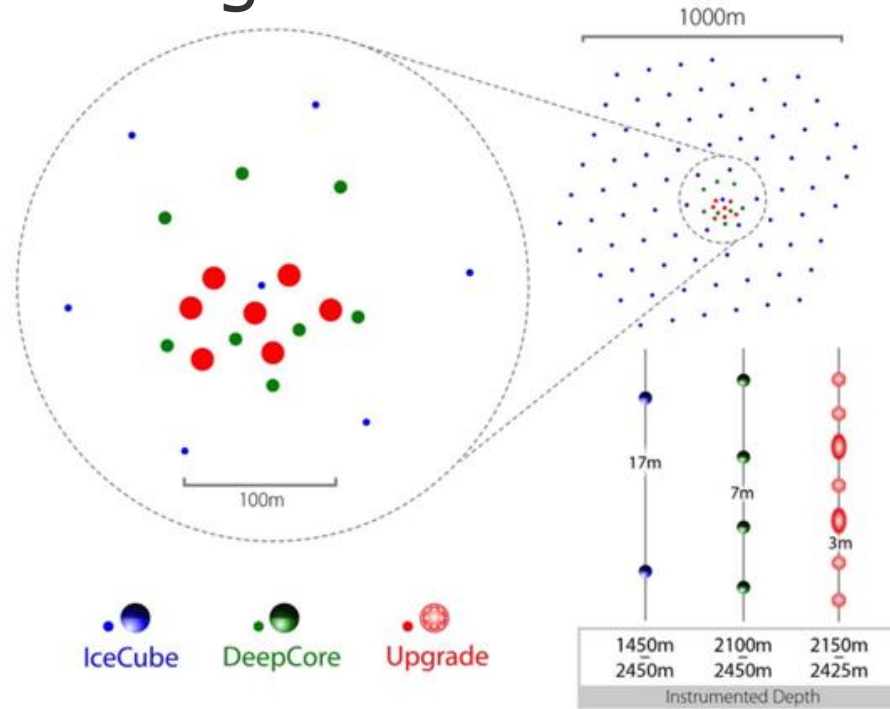 1000m
100m
17m
7m
3m
IceCube
DeepCore
Upgrade
1450m
–
2450m
2100m
–
2450m
2150m
–
2425m
Instrumented Depth